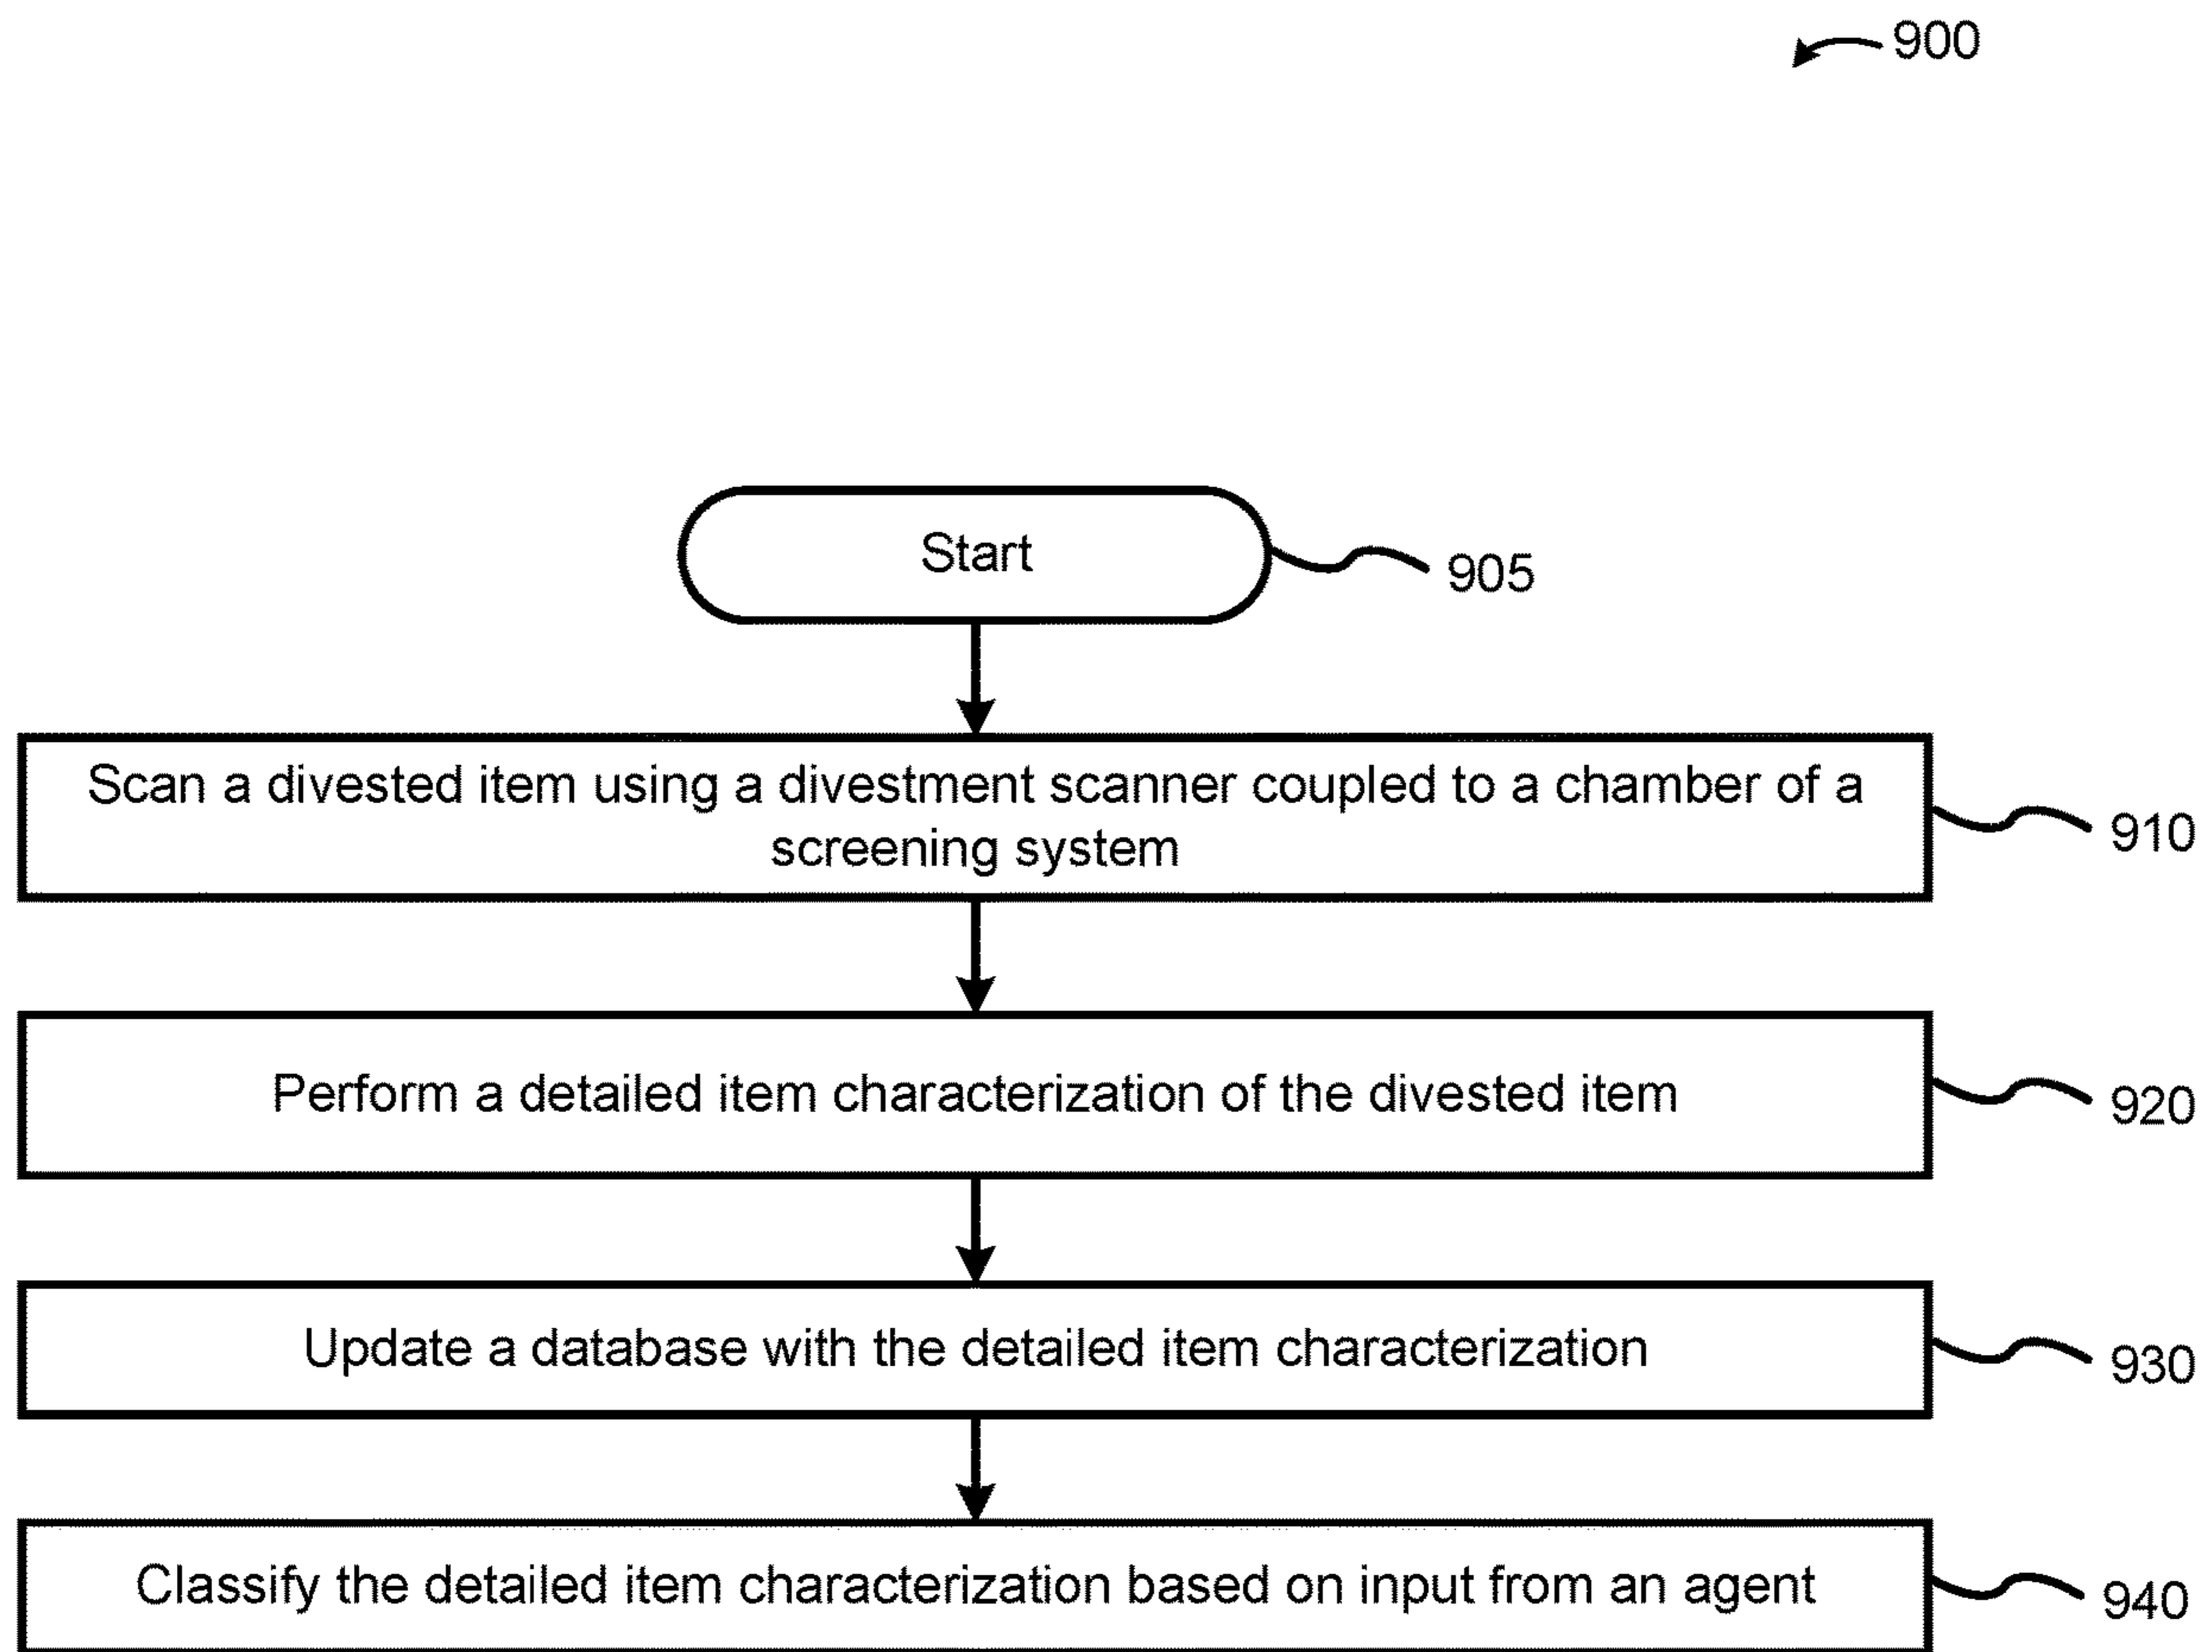 900
Start
905
Scan a divested item using a divestment scanner coupled to a chamber of a
screening system
910
Perform a detailed item characterization of the divested item
920
Update a database with the detailed item characterization
930
Classify the detailed item characterization based on input from an agent
940